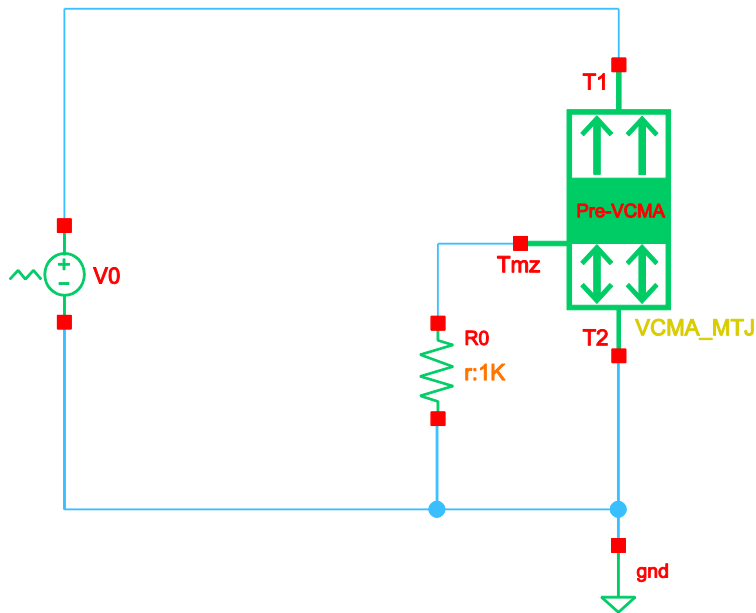 T1
Pre-VCMA
V0
Tmz
R0
r:1K
T2
VCMA_MTJ
gnd